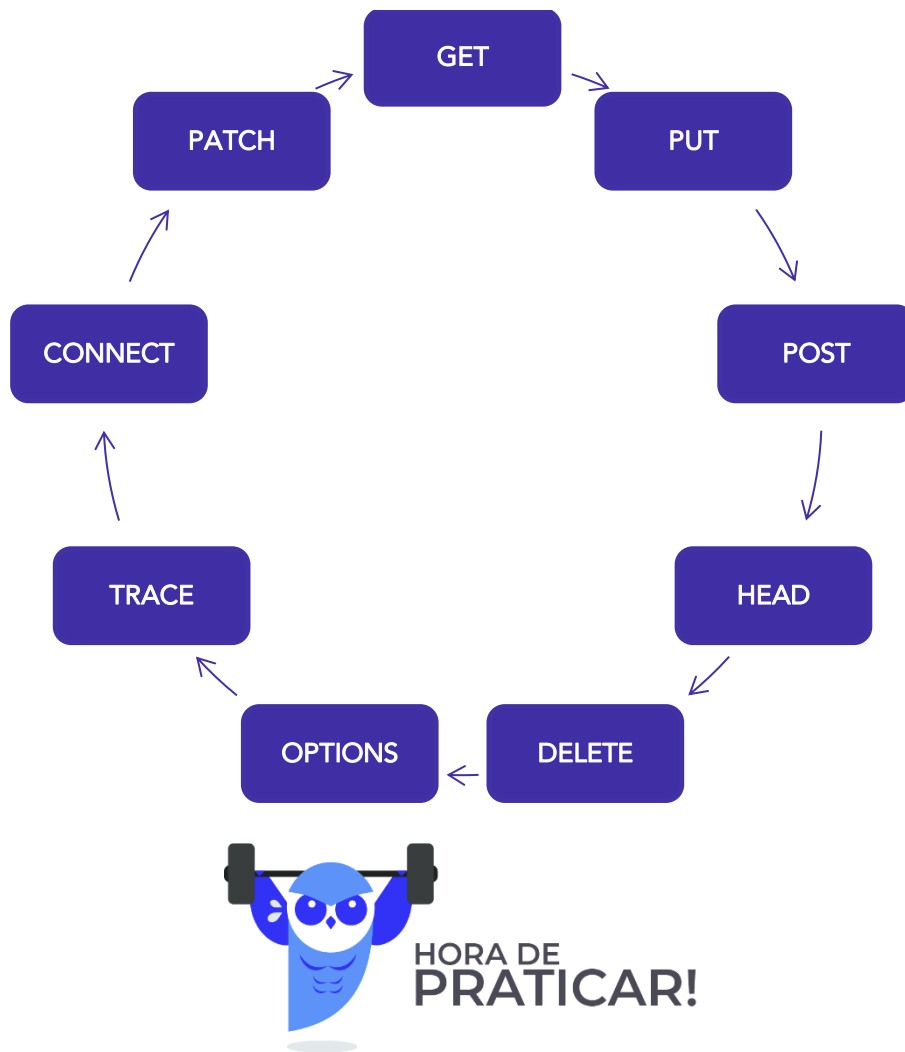 GET
PUT
POST
HEAD
DELETE
OPTIONS
TRACE
CONNECT
PATCH
HORA DE
PRATICAR!